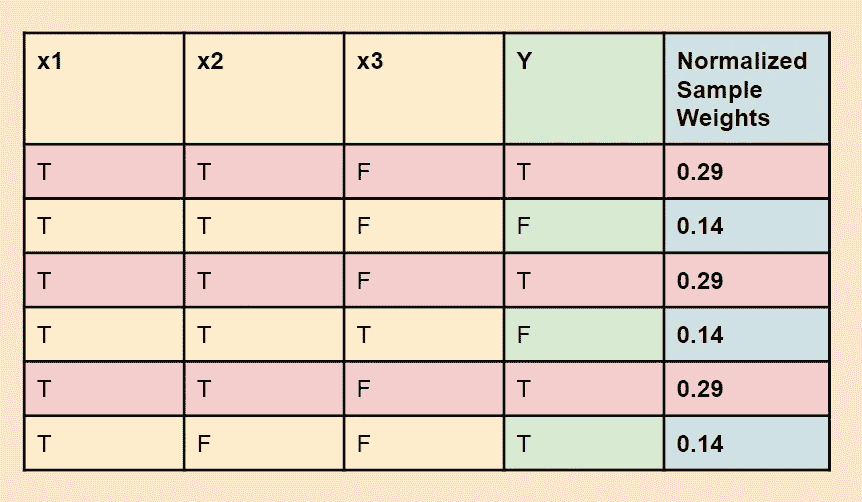 x1 x2 x3 Y Normalized
Sample
Weights
T T F T 0.29
T T F F 0.14
T T F T 0.29
T T T F 0.14
T T F T 0.29
T F F T 0.14